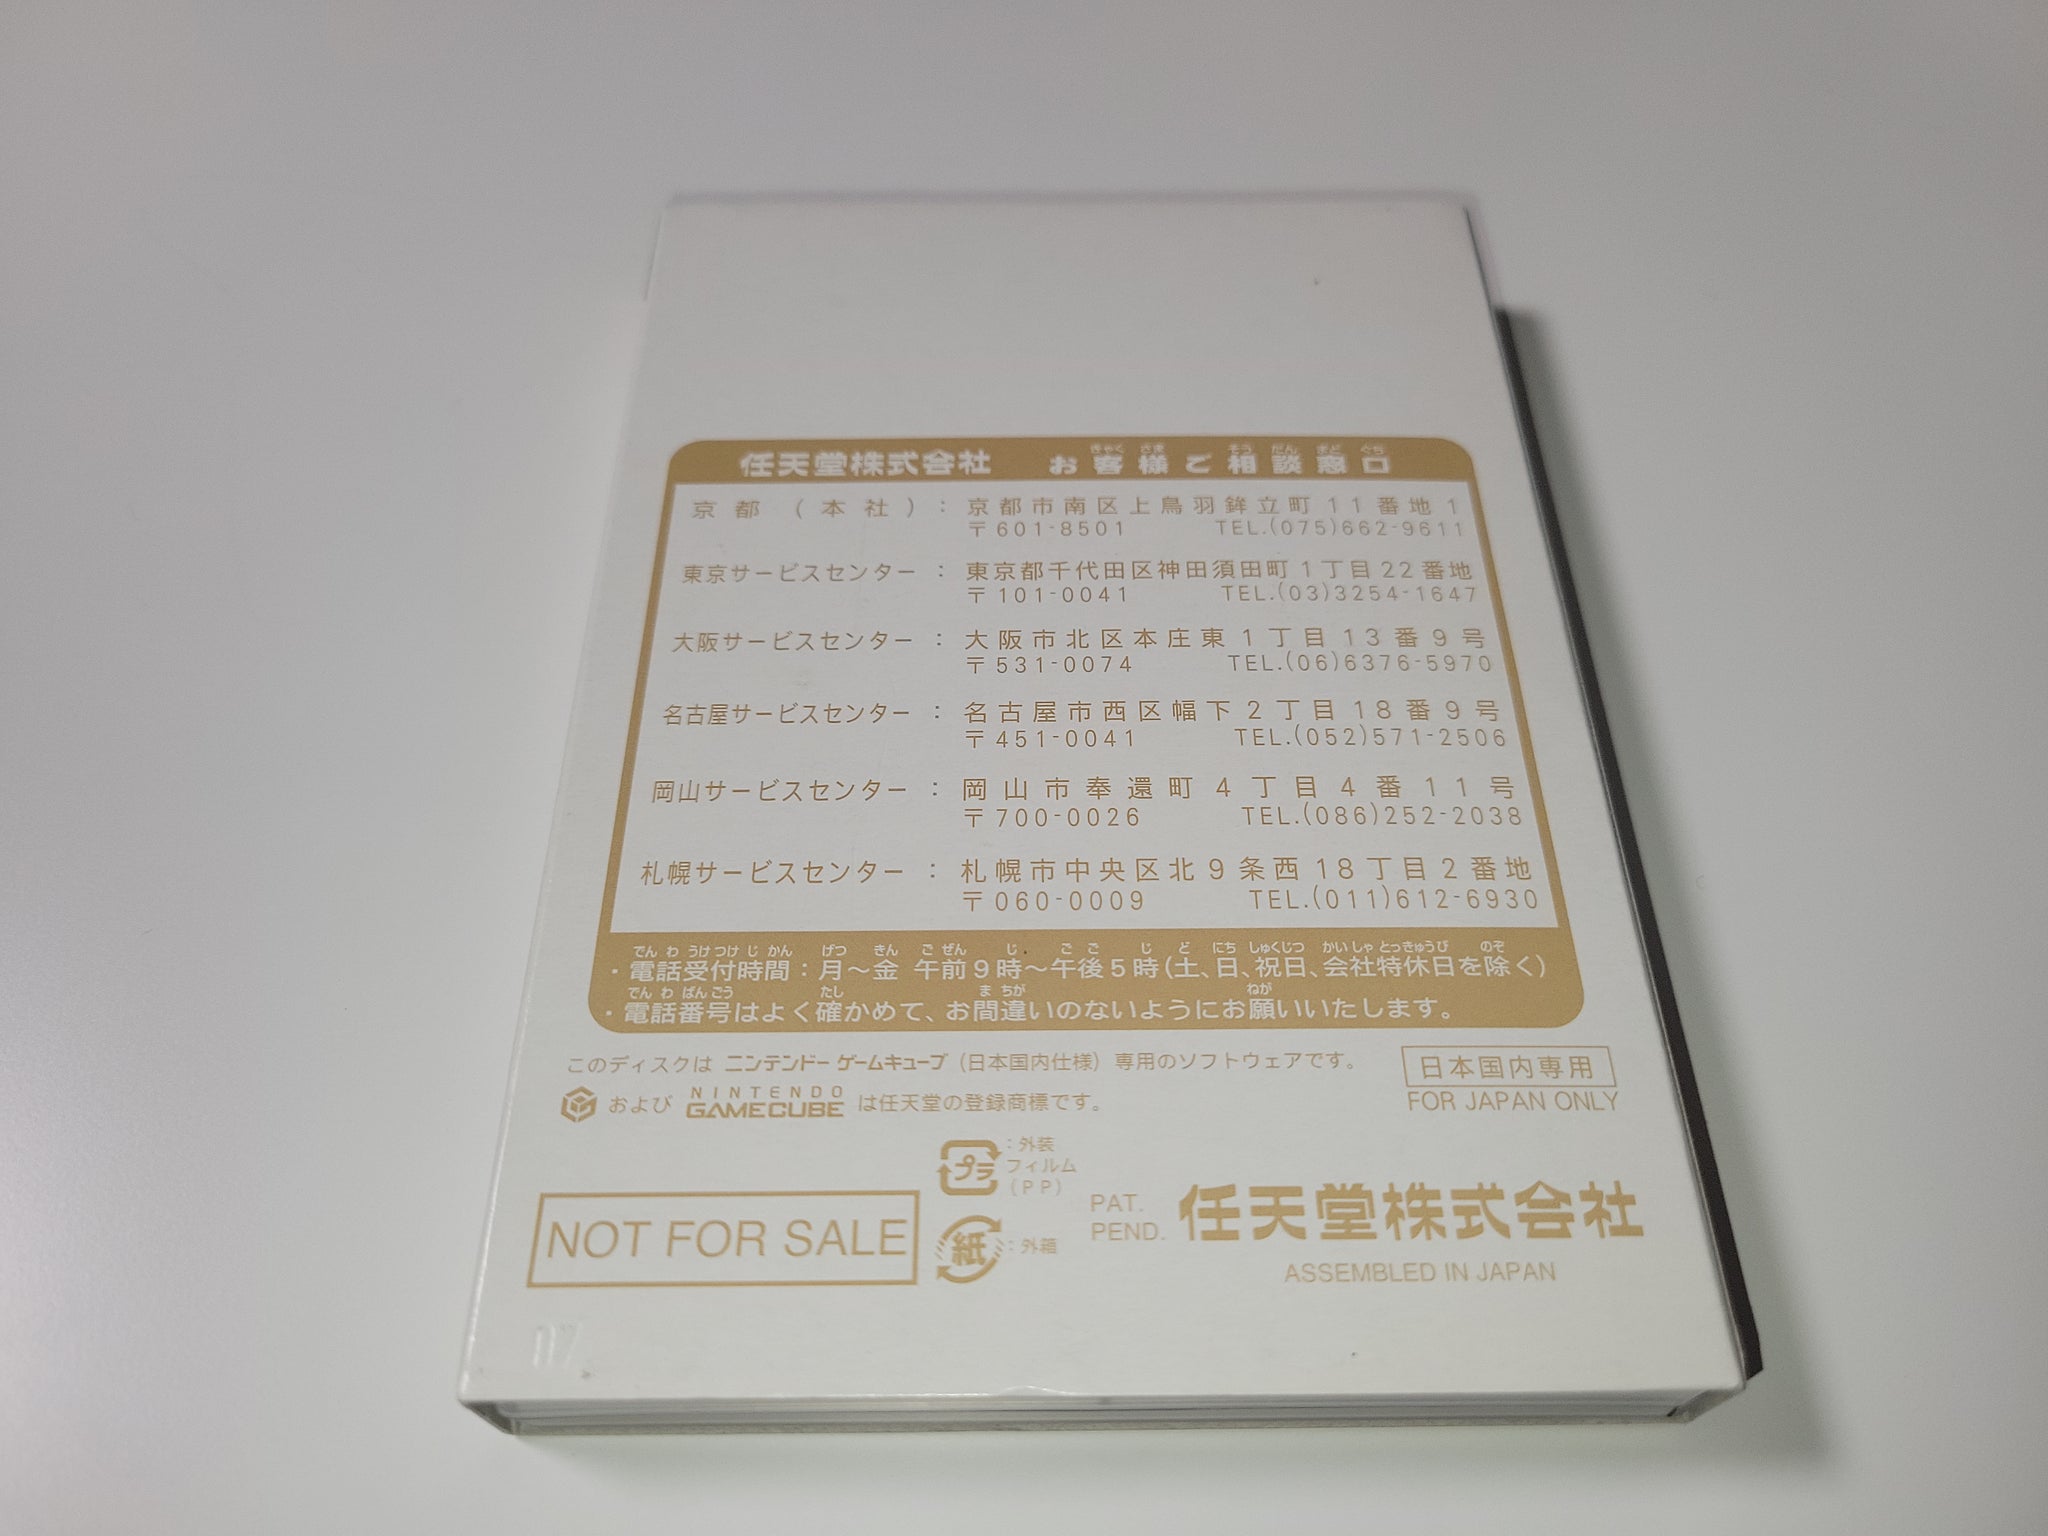 任天堂株式会社 お客様ご相談窓口
京都(本社): 京都市南区上鳥羽鉾立町11番地1
〒601-8501 TEL.(075)662-9611
東京サービスセンター: 東京都千代田区神田須田町1丁目22番地
〒101-0041 TEL.(03)3254-1647
大阪サービスセンター: 大阪市北区本庄東1丁目13番9号
〒531-0074 TEL.(06)6376-5970
名古屋サービスセンター: 名古屋市西区幅下2丁目18番9号
〒451-0041 TEL.(052)571-2506
岡山サービスセンター: 岡山市奉還町4丁目4番11号
〒700-0026 TEL.(086)252-2038
札幌サービスセンター: 札幌市中央区北9条西18丁目2番地
〒060-0009 TEL.(011)612-6930
・電話受付時間:月〜金 午前9時〜午後5時(土、日、祝日、会社特休日を除く)
・電話番号はよく確かめて、お間違いのないようにお願いいたします。
このディスクは ニンテンドーゲームキューブ(日本国内仕様)専用のソフトウェアです。
および NINTENDO GAMECUBE は任天堂の登録商標です。
日本国内専用
FOR JAPAN ONLY
NOT FOR SALE
プラ :外装
フィルム
(PP)
紙 :外箱
PAT.
PEND.
任天堂株式会社
ASSEMBLED IN JAPAN
07